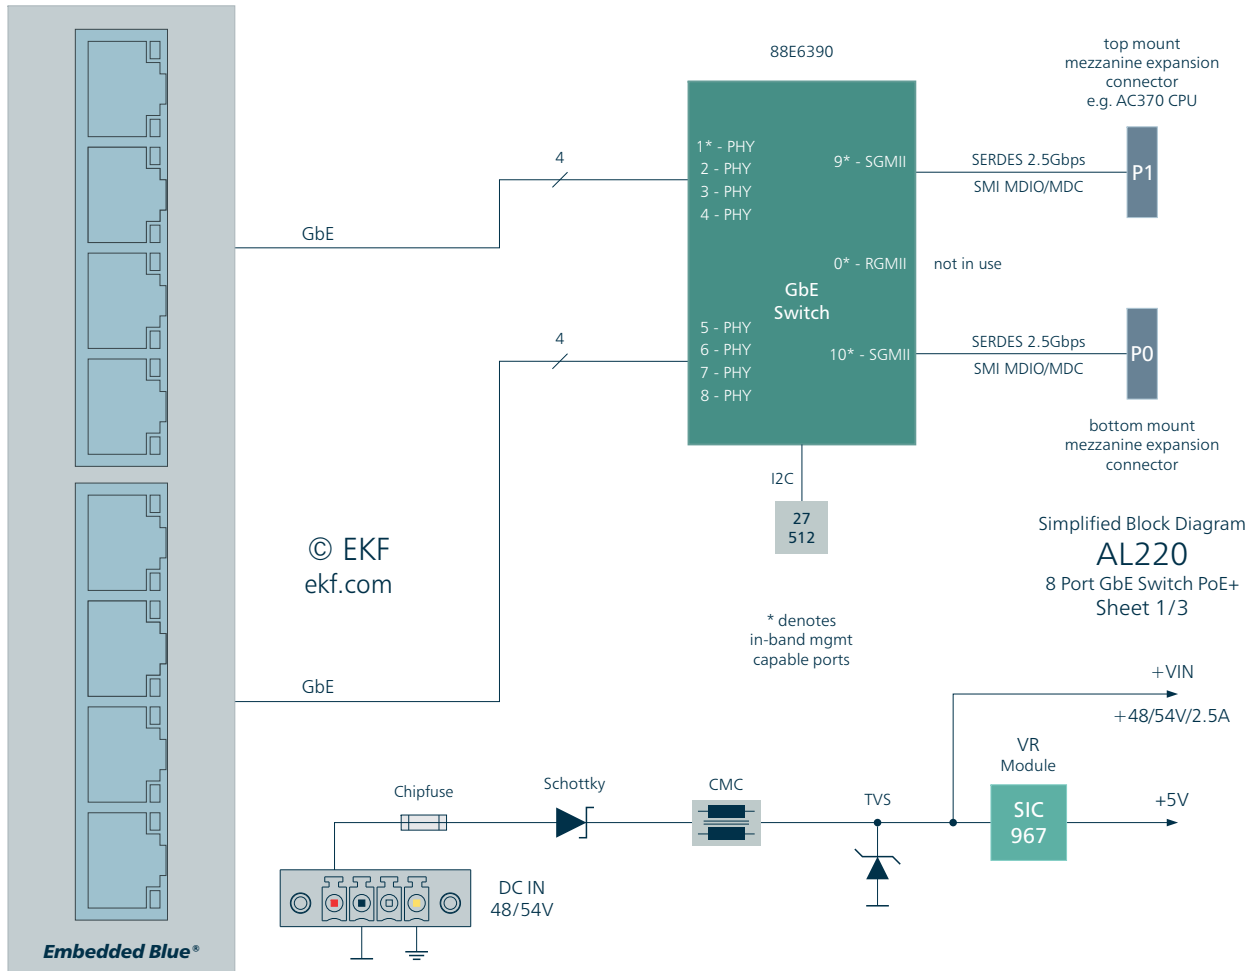 88E6390
top mount
mezzanine expansion
connector
e.g. AC370 CPU
1* - PHY
2 - PHY
3 - PHY
4 - PHY
9* - SGMII
SERDES 2.5Gbps
SMI MDIO/MDC
P1
4
GbE
0* - RGMII
not in use
GbE
Switch
5 - PHY
6 - PHY
7 - PHY
8 - PHY
10* - SGMII
SERDES 2.5Gbps
SMI MDIO/MDC
P0
4
bottom mount
mezzanine expansion
connector
I2C
27
512
© EKF
ekf.com
Simplified Block Diagram
AL220
8 Port GbE Switch PoE+
Sheet 1/3
* denotes
in-band mgmt
capable ports
GbE
+VIN
+48/54V/2.5A
VR
Module
Chipfuse
Schottky
CMC
TVS
SIC
967
+5V
DC IN
48/54V
Embedded Blue®